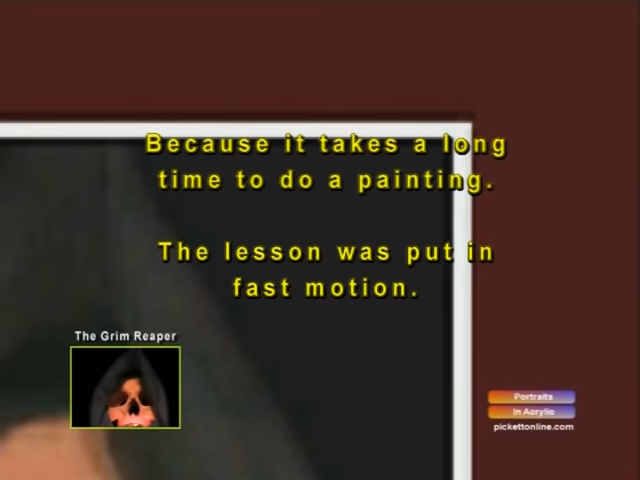 Because it takes a long
time to do a painting.
The lesson was put in
fast motion.
The Grim Reaper
Portraits
in Acrylic
pickettonline.com